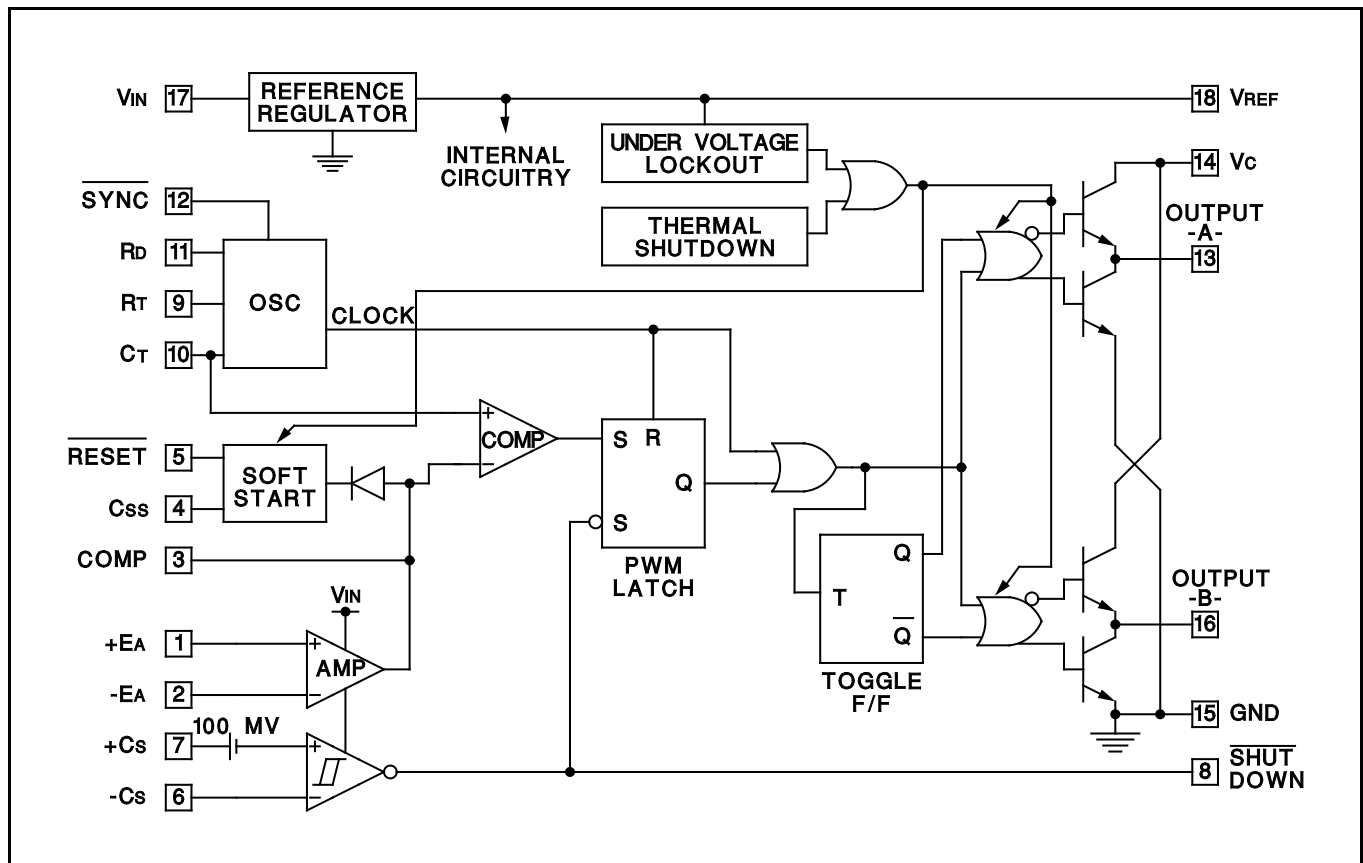 VIN 17
REFERENCE
REGULATOR
18 VREF
INTERNAL
CIRCUITRY
UNDER VOLTAGE
LOCKOUT
14 VC
SYNC 12
THERMAL
SHUTDOWN
OUTPUT
-A-
13
RD 11
RT 9
OSC
CLOCK
CT 10
+
COMP
−
RESET 5
CSS 4
SOFT
START
S R
Q
S
PWM
LATCH
COMP 3
Q
T
Q
TOGGLE
F/F
OUTPUT
-B-
16
VIN
+EA 1
+
AMP
-EA 2
−
100 MV
+CS 7
+
-CS 6
−
15 GND
8 SHUT
DOWN